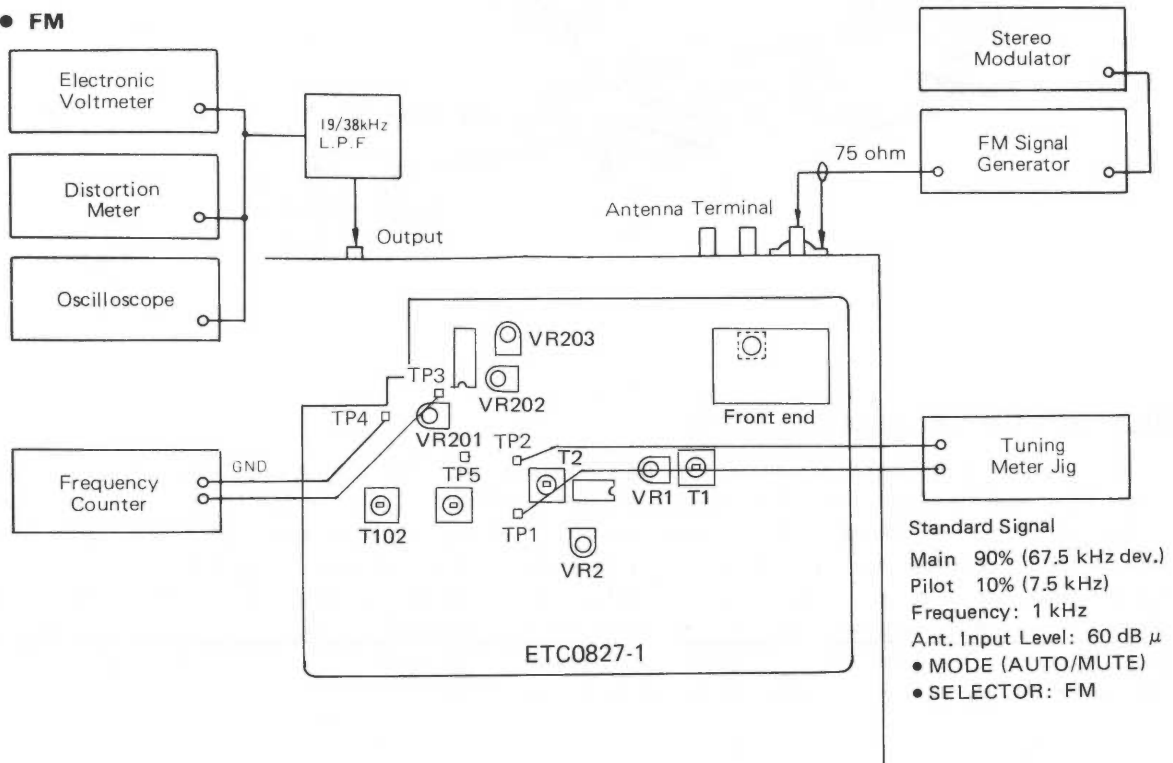 ● FM
Electronic
Voltmeter
Distortion
Meter
Oscilloscope
19/38kHz
L.P.F
Output
Stereo
Modulator
FM Signal
Generator
75 ohm
Antenna Terminal
VR203
TP3
VR202
TP4
VR201
TP2
T2
TP5
VR1
T1
T102
TP1
VR2
Front end
Frequency
Counter
GND
Tuning
Meter Jig
ETC0827-1
Standard Signal
Main 90% (67.5 kHz dev.)
Pilot 10% (7.5 kHz)
Frequency: 1 kHz
Ant. Input Level: 60 dB μ
● MODE (AUTO/MUTE)
● SELECTOR: FM